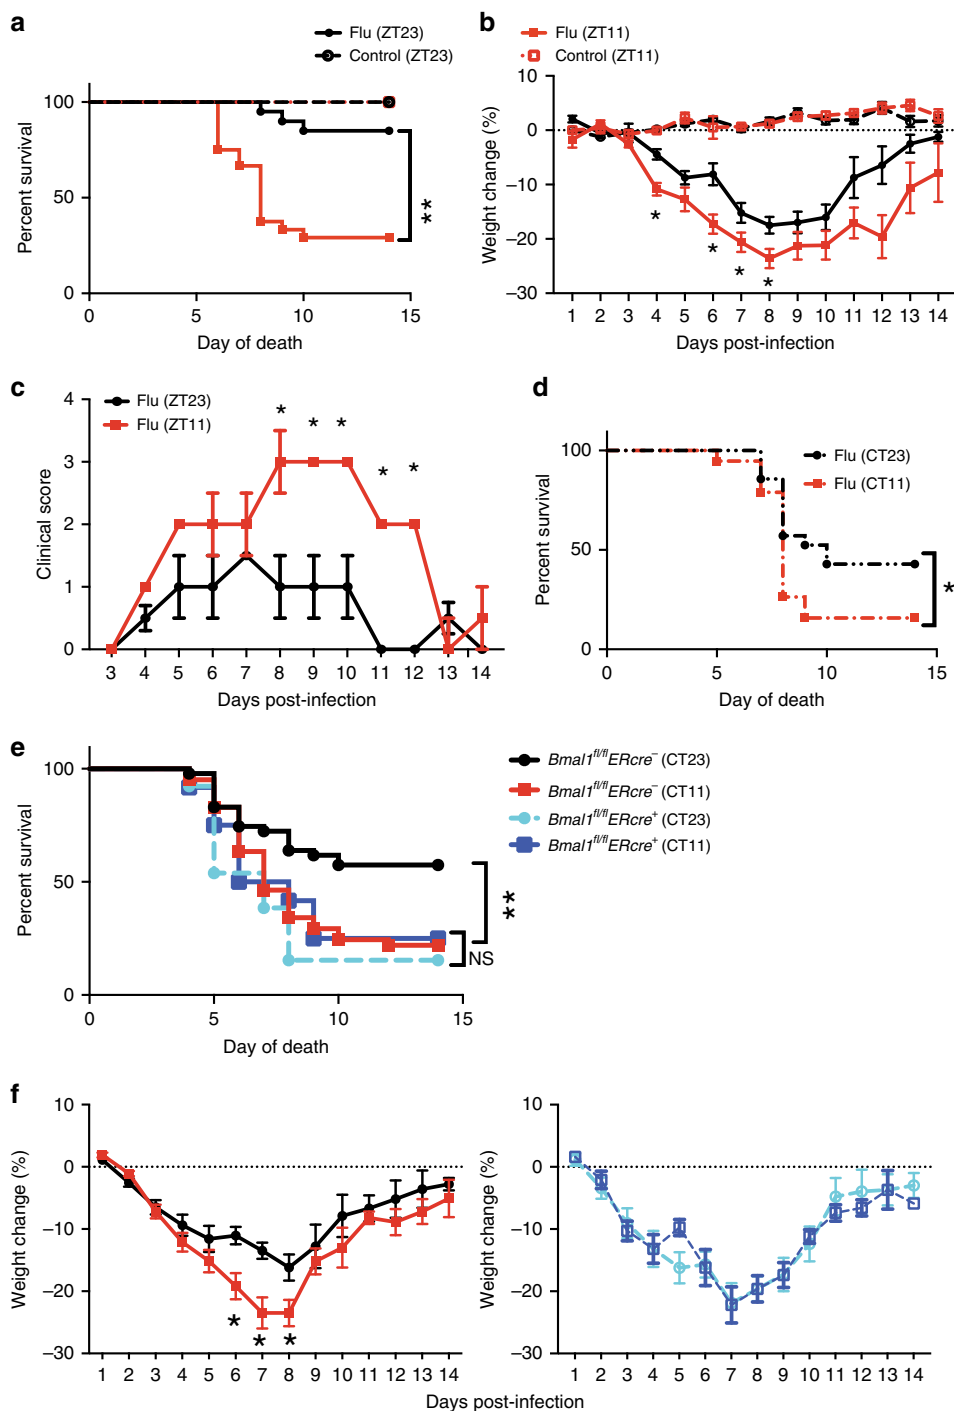 a
Flu (ZT23)
Control (ZT23)
Percent survival
100
50
0
0 5 10 15
Day of death
**
b
Flu (ZT11)
Control (ZT11)
Weight change (%)
10
0
–10
–20
–30
* * * *
1 2 3 4 5 6 7 8 9 10 11 12 13 14
Days post-infection
c
Flu (ZT23)
Flu (ZT11)
Clinical score
4
3
2
1
0
* * * * *
3 4 5 6 7 8 9 10 11 12 13 14
Days post-infection
d
Flu (CT23)
Flu (CT11)
Percent survival
100
50
0
0 5 10 15
Day of death
*
e
Bmal1fl/flERcre– (CT23)
Bmal1fl/flERcre– (CT11)
Bmal1fl/flERcre+ (CT23)
Bmal1fl/flERcre+ (CT11)
Percent survival
100
50
0
0 5 10 15
Day of death
**
NS
f
Weight change (%)
10
0
–10
–20
–30
* * *
1 2 3 4 5 6 7 8 9 10 11 12 13 14
Weight change (%)
10
0
–10
–20
–30
1 2 3 4 5 6 7 8 9 10 11 12 13 14
Days post-infection